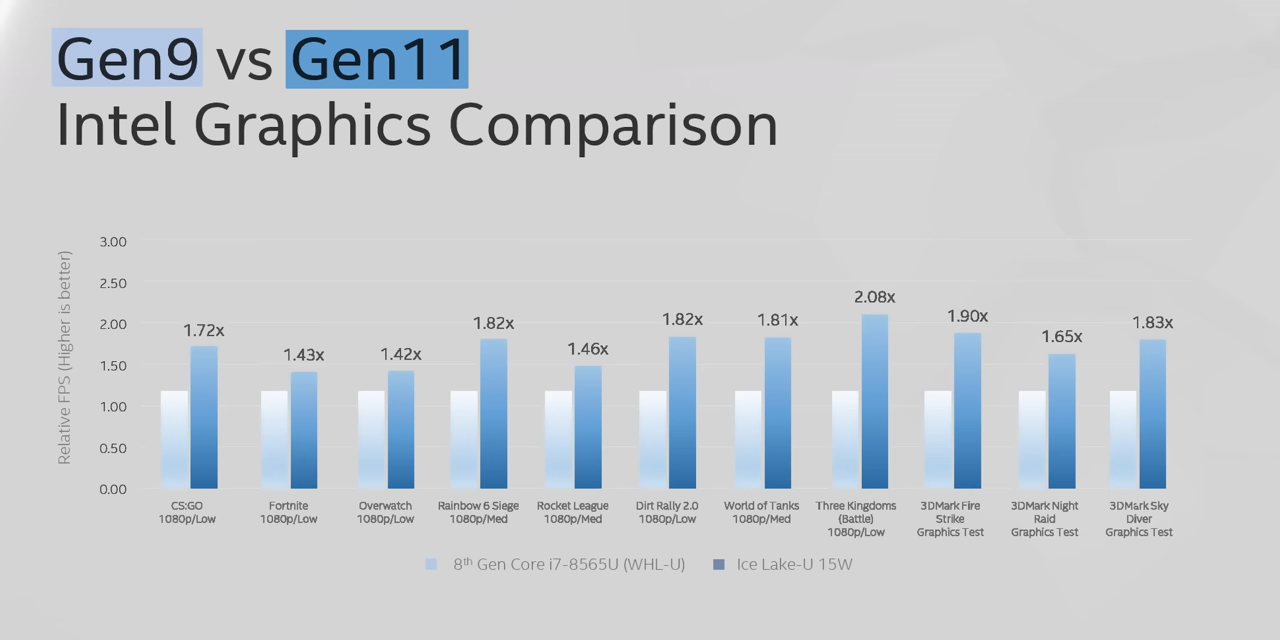 Gen9 vs Gen11
Intel Graphics Comparison
Relative FPS (Higher is better)
3.00
2.50
2.00
1.50
1.00
0.50
0.00
1.72x
1.43x
1.42x
1.82x
1.46x
1.82x
1.81x
2.08x
1.90x
1.65x
1.83x
CS:GO
1080p/Low
Fortnite
1080p/Low
Overwatch
1080p/Low
Rainbow 6 Siege
1080p/Med
Rocket League
1080p/Med
Dirt Rally 2.0
1080p/Low
World of Tanks
1080p/Med
Three Kingdoms
(Battle)
1080p/Low
3DMark Fire
Strike
Graphics Test
3DMark Night
Raid
Graphics Test
3DMark Sky
Diver
Graphics Test
8th Gen Core i7-8565U (WHL-U)
Ice Lake-U 15W